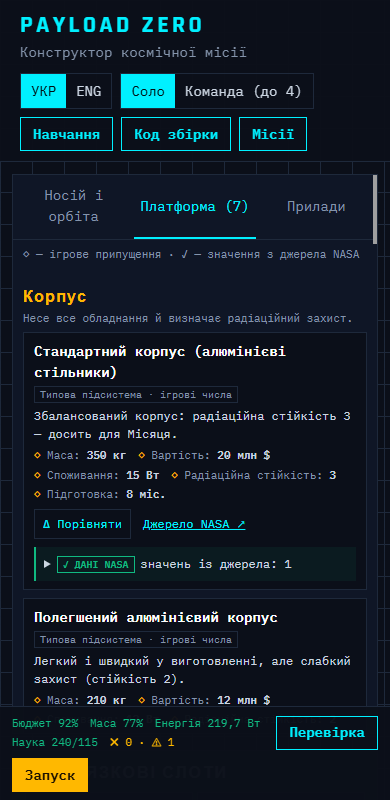 PAYLOAD ZERO
Конструктор космічної місії
УКР ENG Соло Команда (до 4)
Навчання Код збірки Місії
Носій і орбіта Платформа (7) Прилади
◇ — ігрове припущення · ✓ — значення з джерела NASA
Корпус
Несе все обладнання й визначає радіаційний захист.
Стандартний корпус (алюмінієві
стільники)
Типова підсистема · ігрові числа
Збалансований корпус: радіаційна стійкість 3
— досить для Місяця.
◇ Маса: 350 кг ◇ Вартість: 20 млн $
◇ Споживання: 15 Вт ◇ Радіаційна стійкість: 3
◇ Підготовка: 8 міс.
Δ Порівняти Джерело NASA ↗
▶ ✓ ДАНІ NASA значень із джерела: 1
Полегшений алюмінієвий корпус
Типова підсистема · ігрові числа
Легкий і швидкий у виготовленні, але слабкий
захист (стійкість 2).
◇ Маса: 210 кг ◇ Вартість: 12 млн $
Бюджет 92% Маса 77% Енергія 219,7 Вт
Наука 240/115 ✕ 0 · ⚠ 1
Перевірка
Запуск